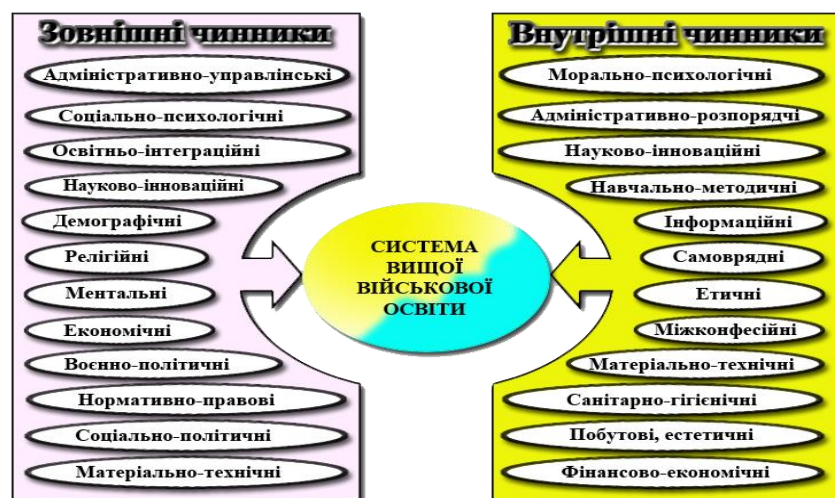 Зовнішні чинники
Адміністративно-управлінські
Соціально-психологічні
Освітньо-інтеграційні
Науково-інноваційні
Демографічні
Релігійні
Ментальні
Економічні
Воєнно-політичні
Нормативно-правові
Соціально-політичні
Матеріально-технічні
СИСТЕМА
ВИЩОЇ
ВІЙСЬКОВОЇ
ОСВІТИ
Внутрішні чинники
Морально-психологічні
Адміністративно-розпорядчі
Науково-інноваційні
Навчально-методичні
Інформаційні
Самоврядні
Етичні
Міжконфесійні
Матеріально-технічні
Санітарно-гігієнічні
Побутові, естетичні
Фінансово-економічні